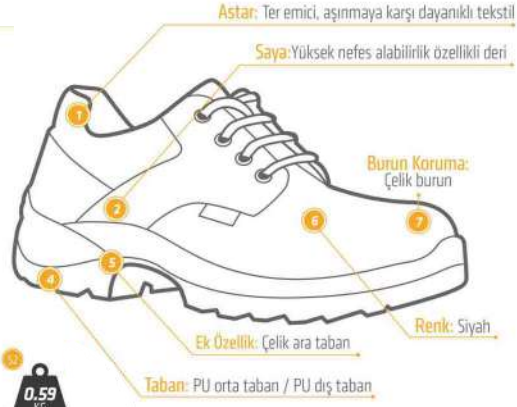 Astar: Ter emici, aşınmaya karşı dayanıklı tekstil
Saya: Yüksek nefes alabilirlik özellikli deri
1
Burun Koruma:
Çelik burun
2
6
7
5
4
Renk: Siyah
Ek Özellik: Çelik ara taban
52
0.59
KG
Taban: PU orta taban / PU dış taban